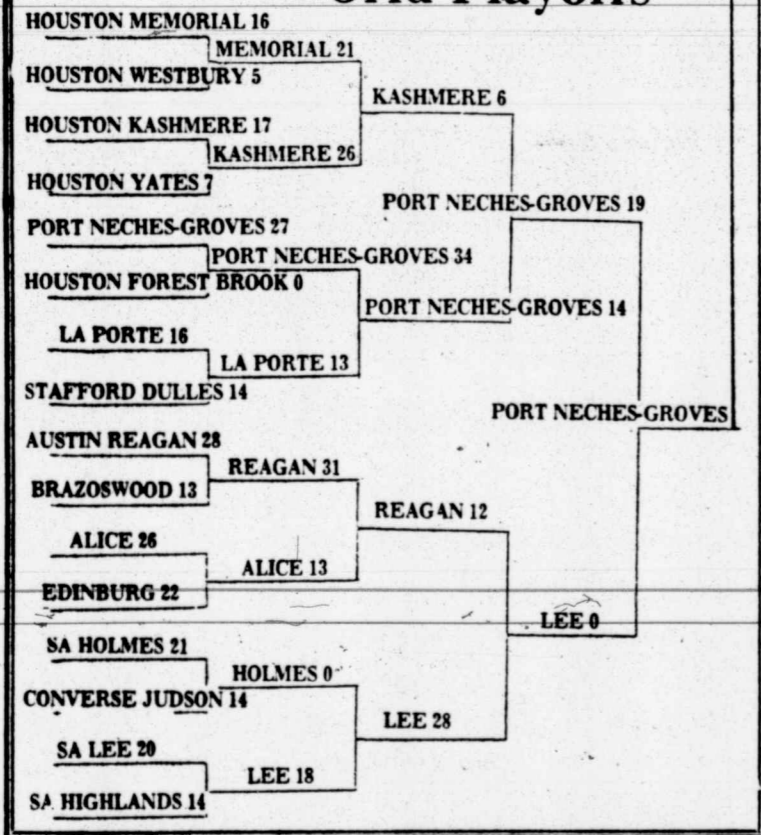 HOUSTON MEMORIAL 16
MEMORIAL 21
HOUSTON WESTBURY 5
KASHMERE 6
HOUSTON KASHMERE 17
KASHMERE 26
HOUSTON YATES 7
PORT NECHES-GROVES 19
PORT NECHES-GROVES 27
PORT NECHES-GROVES 34
HOUSTON FOREST BROOK 0
PORT NECHES-GROVES 14
LA PORTE 16
LA PORTE 13
STAFFORD DULLES 14
PORT NECHES-GROVES
AUSTIN REAGAN 28
REAGAN 31
BRAZOSWOOD 13
REAGAN 12
ALICE 26
ALICE 13
EDINBURG 22
LEE 0
SA HOLMES 21
HOLMES 0
CONVERSE JUDSON 14
LEE 28
SA LEE 20
LEE 18
SA HIGHLANDS 14